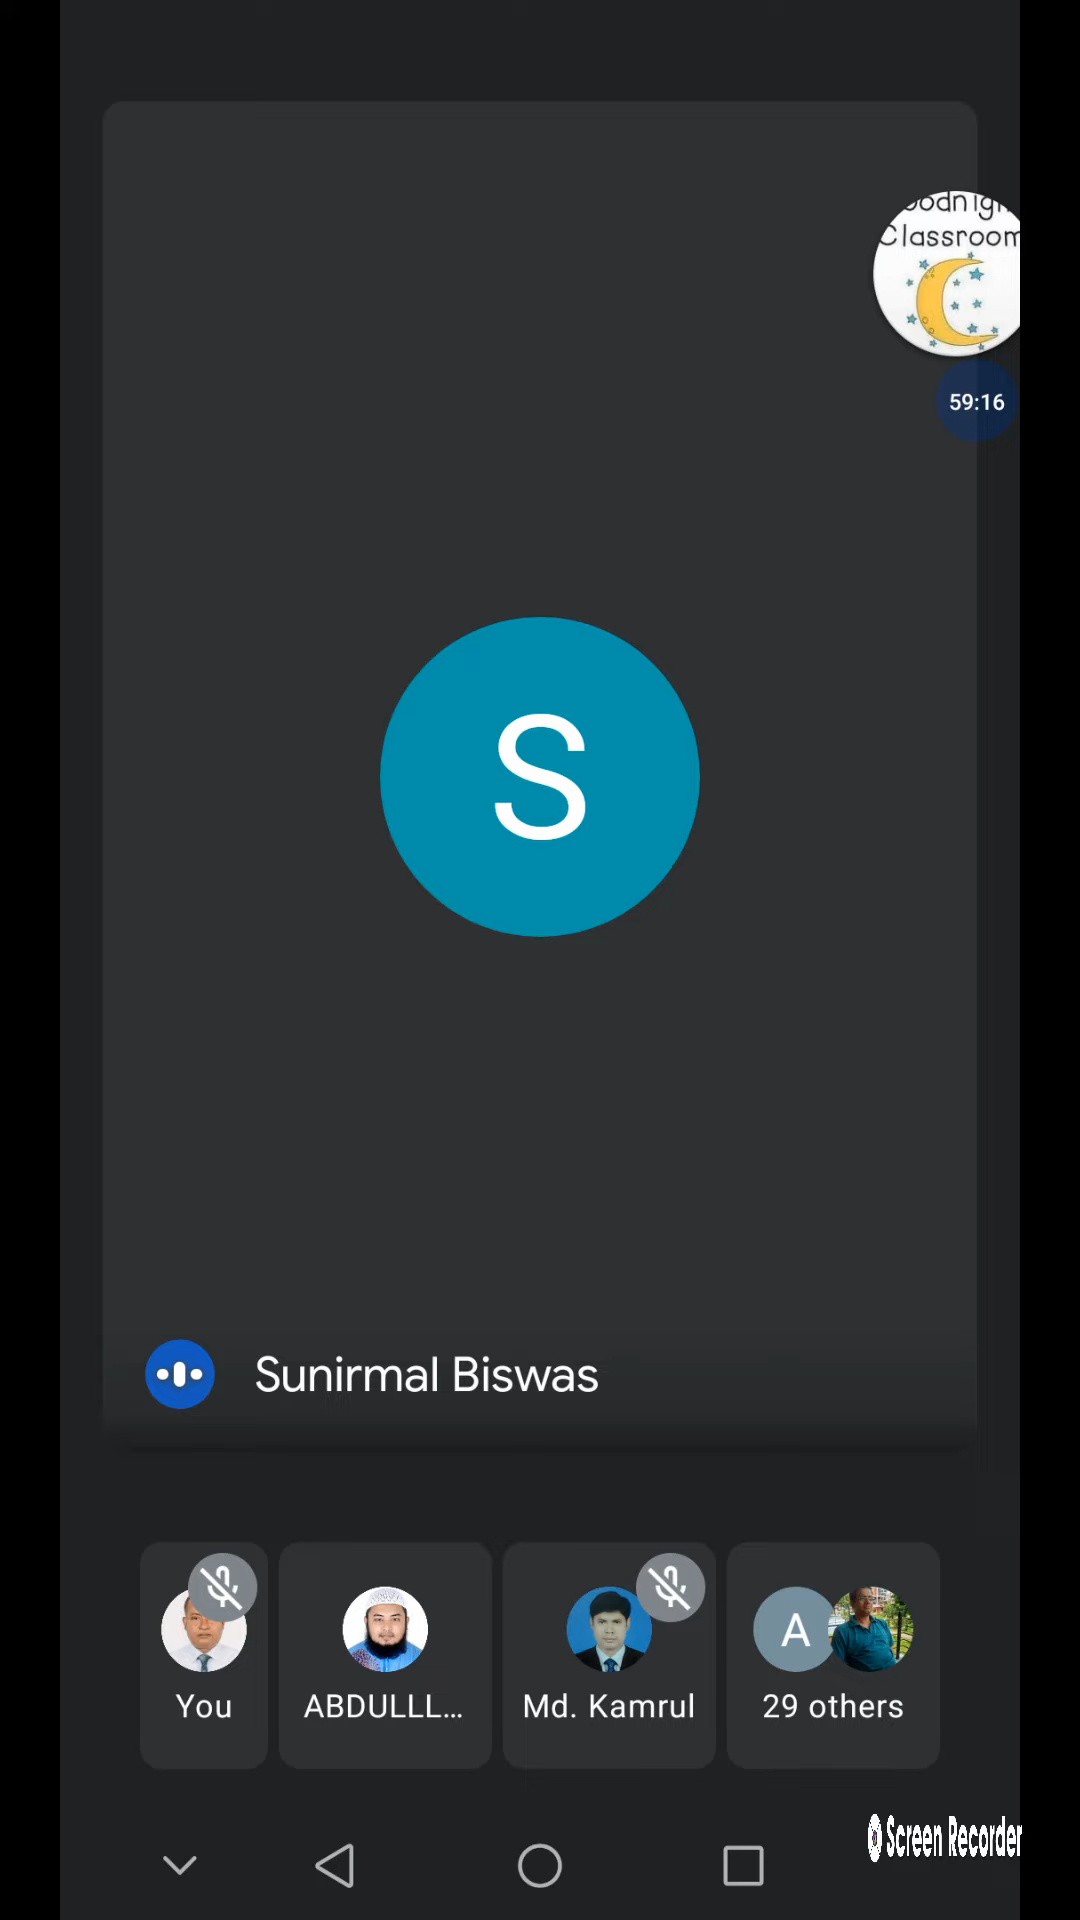 Classroom
59:16
S
Sunirmal Biswas
You
ABDULLL...
Md. Kamrul
A
29 others
Screen Recorder